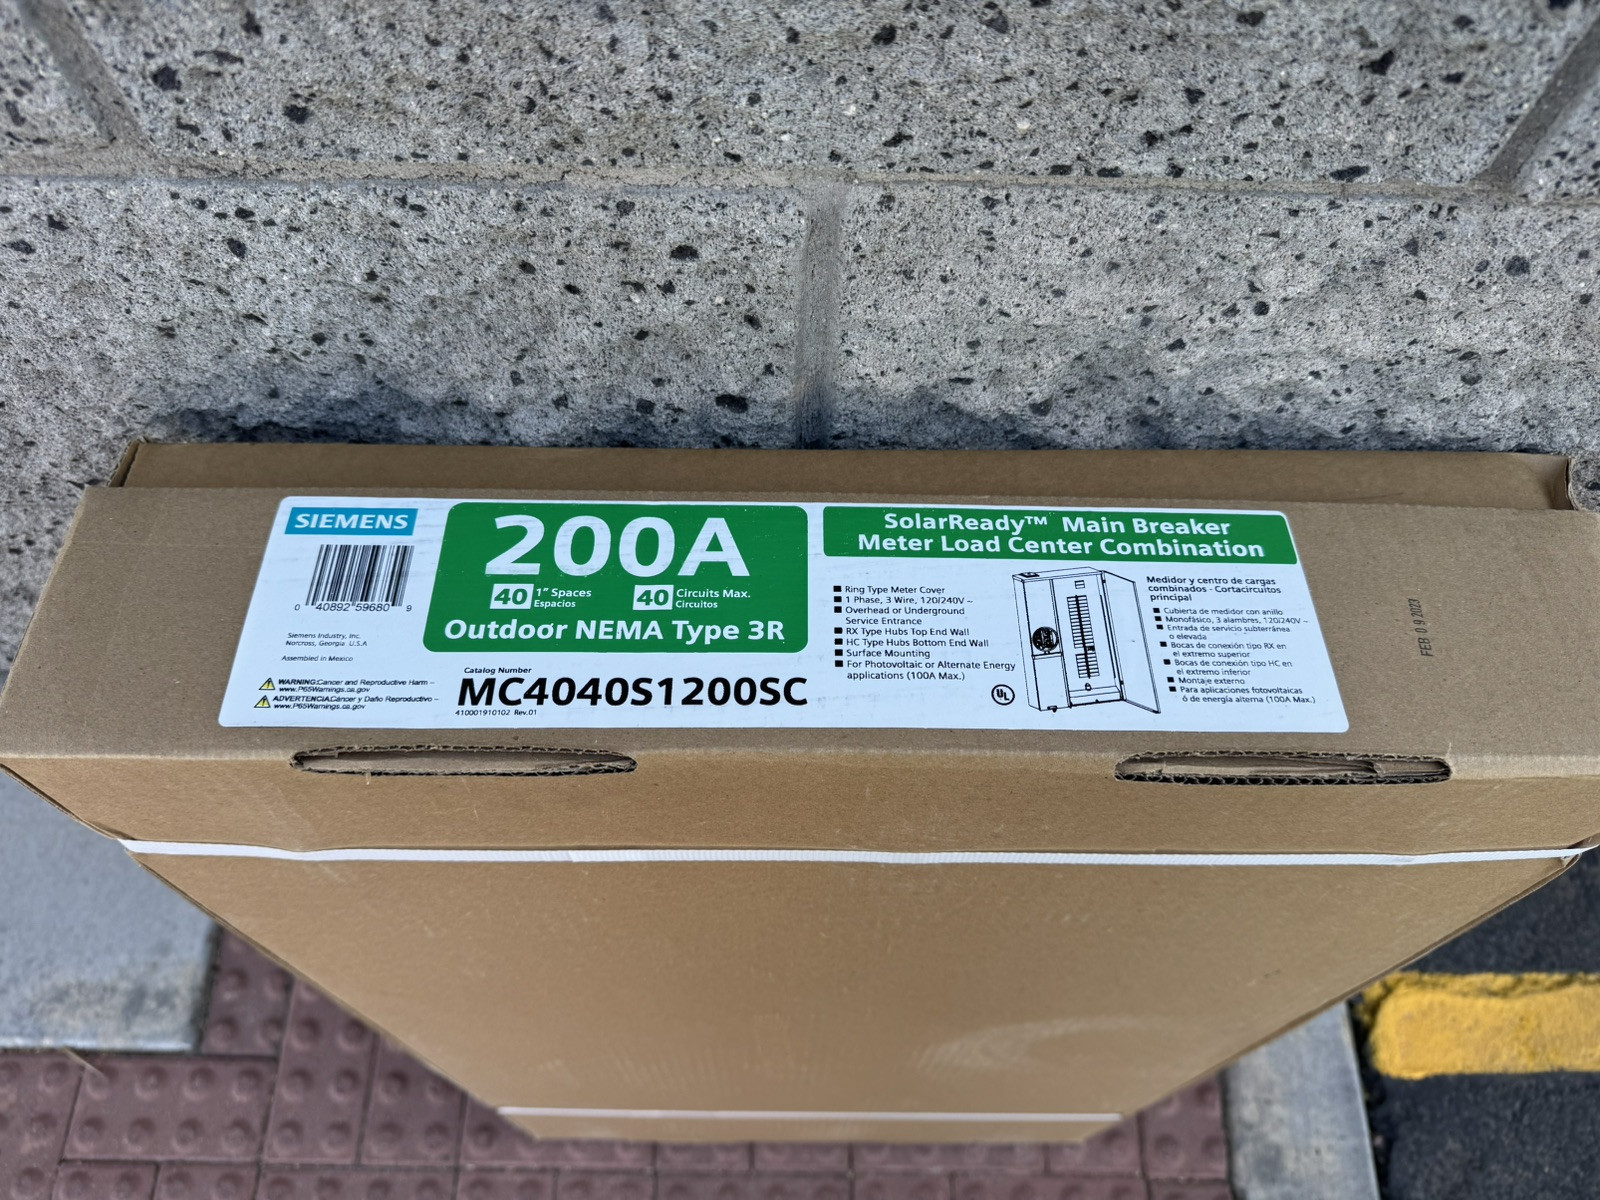 SIEMENS
0 40892 59680 9
Siemens Industry, Inc.
Norcross, Georgia U.S.A
Assembled in Mexico
WARNING:Cancer and Reproductive Harm –
www.P65Warnings.ca.gov
ADVERTENCIA:Cáncer y Daño Reproductivo –
www.P65Warnings.ca.gov
200A
40 1” Spaces
Espacios
40 Circuits Max.
Circuitos
Outdoor NEMA Type 3R
Catalog Number
MC4040S1200SC
410001910102 Rev.01
SolarReady™ Main Breaker
Meter Load Center Combination
Ring Type Meter Cover
1 Phase, 3 Wire, 120/240V ~
Overhead or Underground
Service Entrance
RX Type Hubs Top End Wall
HC Type Hubs Bottom End Wall
Surface Mounting
For Photovoltaic or Alternate Energy
applications (100A Max.)
UL
Medidor y centro de cargas
combinados - Cortacircuitos
principal
Cubierta de medidor con anillo
Monofásico, 3 alambres, 120/240V ~
Entrada de servicio subterránea
o elevada
Bocas de conexión tipo RX en
el extremo superior
Bocas de conexión tipo HC en
el extremo inferior
Montaje externo
Para aplicaciones fotovoltaicas
ó de energía alterna (100A Max.)
FEB 09 2023